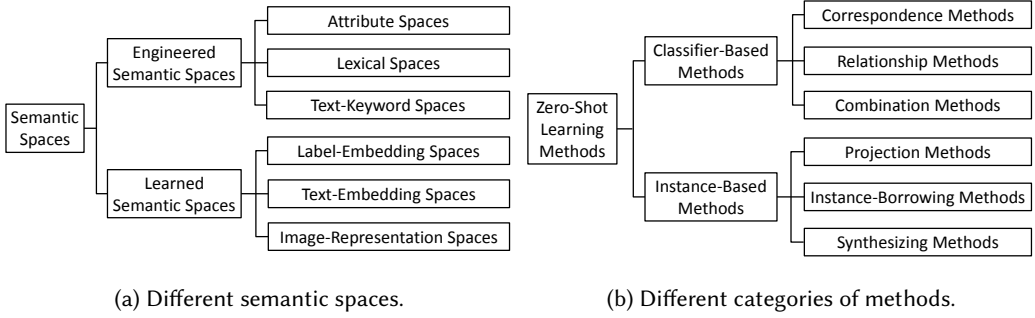 Semantic
Spaces
Engineered
Semantic Spaces
Attribute Spaces
Lexical Spaces
Text-Keyword Spaces
Learned
Semantic Spaces
Label-Embedding Spaces
Text-Embedding Spaces
Image-Representation Spaces
(a) Different semantic spaces.
Zero-Shot
Learning
Methods
Classifier-Based
Methods
Correspondence Methods
Relationship Methods
Combination Methods
Instance-Based
Methods
Projection Methods
Instance-Borrowing Methods
Synthesizing Methods
(b) Different categories of methods.